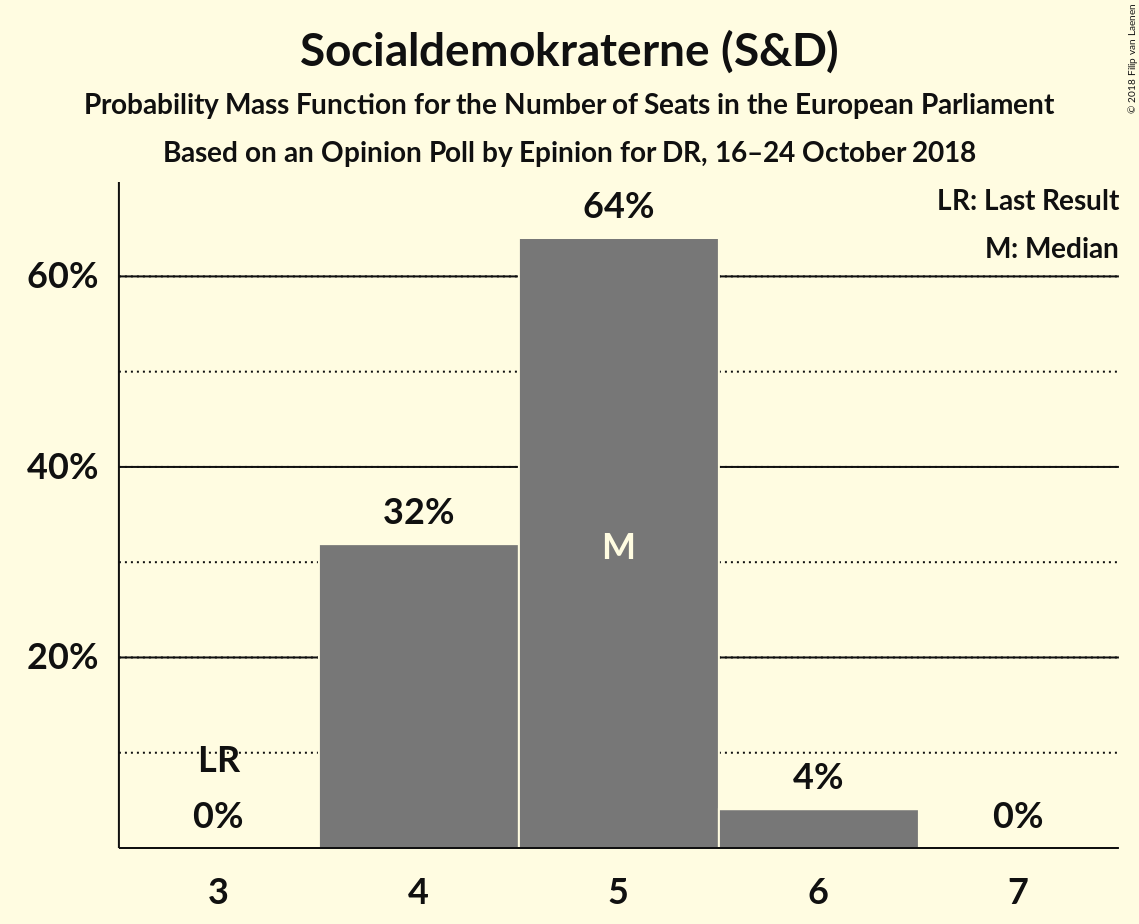 Socialdemokraterne (S&D)
Probability Mass Function for the Number of Seats in the European Parliament
Based on an Opinion Poll by Epinion for DR, 16–24 October 2018
© 2018 Filip van Laenen
LR: Last Result
M: Median
64%
60%
40%
32%
M
20%
LR
0%
4%
0%
3 4 5 6 7